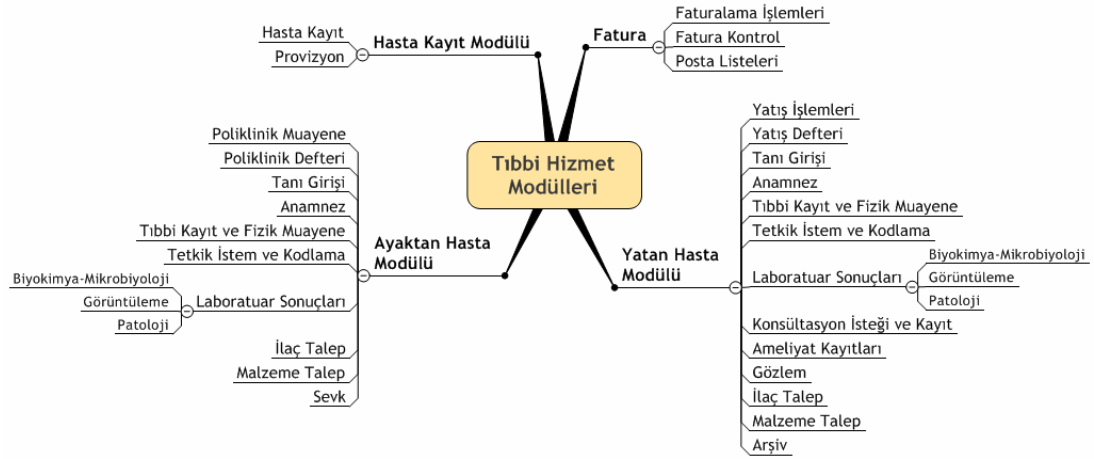 Tıbbi Hizmet
Modülleri
Hasta Kayıt Modülü
Hasta Kayıt
Provizyon
Fatura
Faturalama İşlemleri
Fatura Kontrol
Posta Listeleri
Ayaktan Hasta
Modülü
Poliklinik Muayene
Poliklinik Defteri
Tanı Girişi
Anamnez
Tıbbi Kayıt ve Fizik Muayene
Tetkik İstem ve Kodlama
Laboratuar Sonuçları
Biyokimya-Mikrobiyoloji
Görüntüleme
Patoloji
İlaç Talep
Malzeme Talep
Sevk
Yatan Hasta
Modülü
Yatış İşlemleri
Yatış Defteri
Tanı Girişi
Anamnez
Tıbbi Kayıt ve Fizik Muayene
Tetkik İstem ve Kodlama
Laboratuar Sonuçları
Biyokimya-Mikrobiyoloji
Görüntüleme
Patoloji
Konsültasyon İsteği ve Kayıt
Ameliyat Kayıtları
Gözlem
İlaç Talep
Malzeme Talep
Arşiv